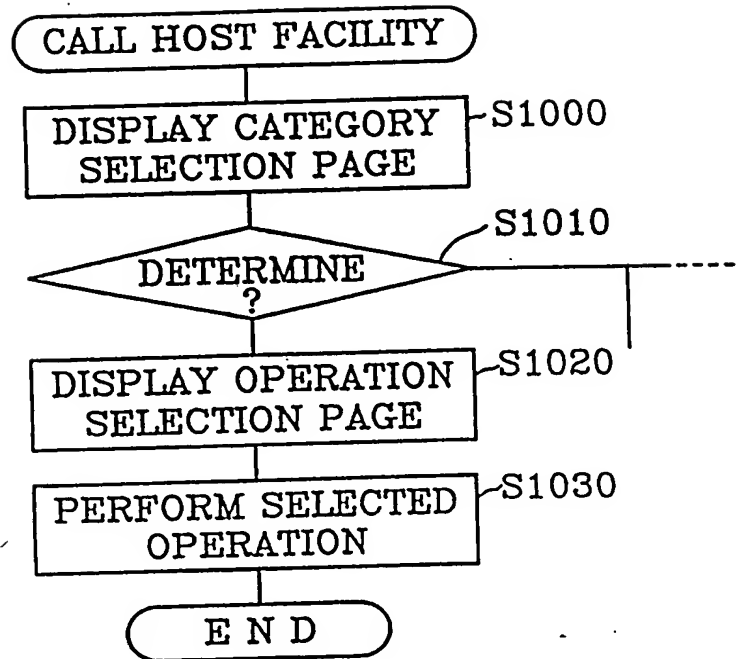 CALL HOST FACILITY
DISPLAY CATEGORY
SELECTION PAGE
S1000
S1010
DETERMINE
?
DISPLAY OPERATION
SELECTION PAGE
S1020
PERFORM SELECTED
OPERATION
S1030
END